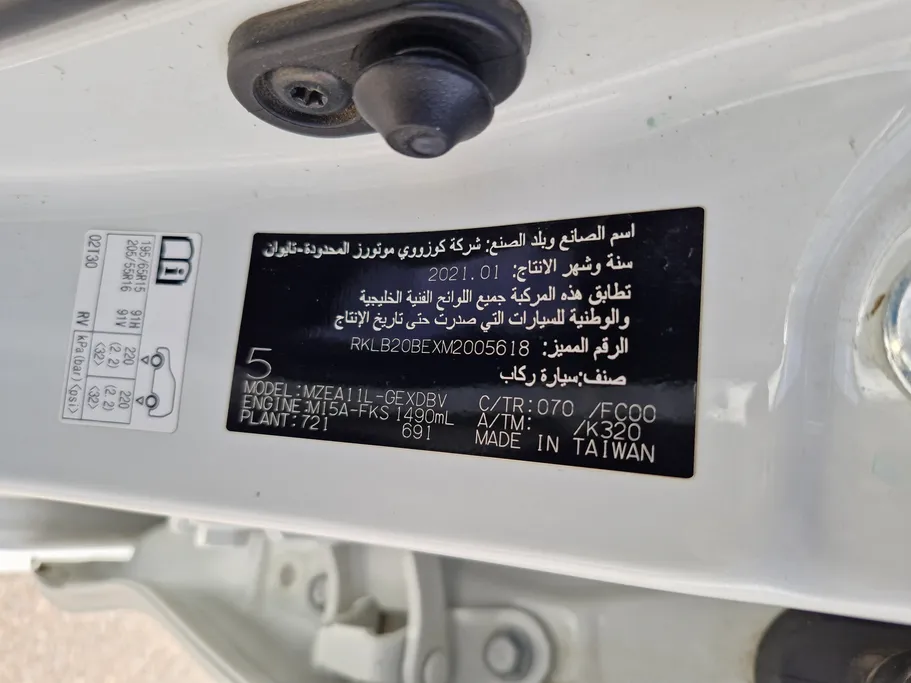 195/65R15 91H 220 (2.2) <32> 220 (2.2) <32>
205/55R16 91V
02T30 RV kPa(bar)<psi>
اسم الصانع وبلد الصنع: شركة كوزووي موتورز المحدودة-تايوان
سنة وشهر الانتاج: 2021.01
تطابق هذه المركبة جميع اللوائح الفنية الخليجية
والوطنية للسيارات التي صدرت حتى تاريخ الإنتاج
الرقم المميز: RKLB20BEXM2005618
صنف: سيارة ركاب
5
MODEL:MZEA11L-GEXDBV
ENGINE:M15A-FKS 1490mL
PLANT:721 691
C/TR:070 /FC00
A/TM: /K320
MADE IN TAIWAN